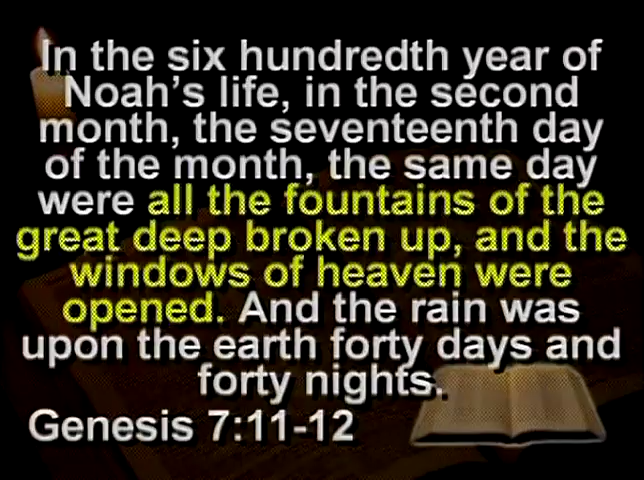 In the six hundredth year of
Noah's life, in the second
month, the seventeenth day
of the month, the same day
were all the fountains of the
great deep broken up, and the
windows of heaven were
opened. And the rain was
upon the earth forty days and
forty nights.
Genesis 7:11-12